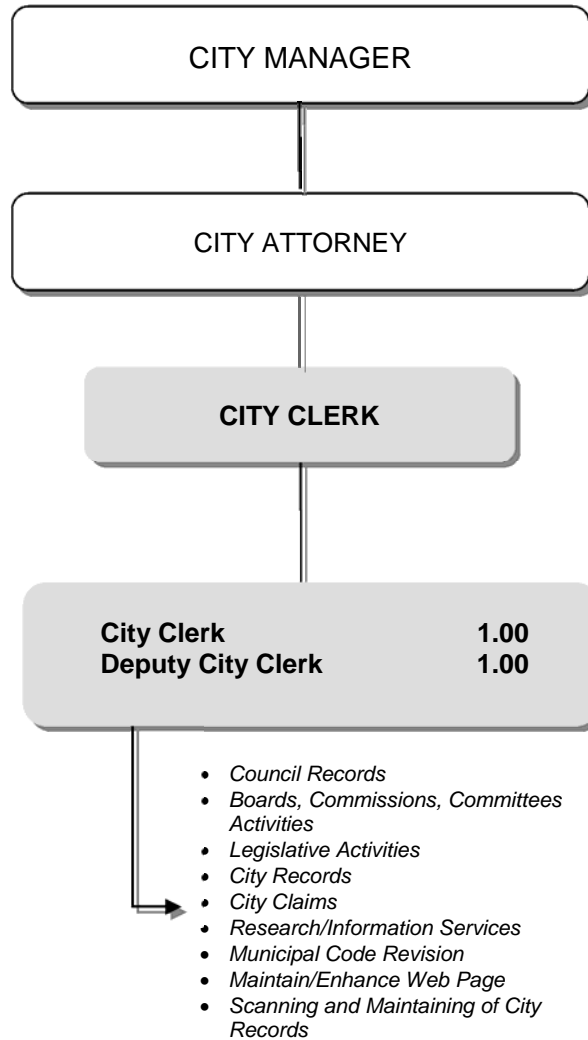 CITY MANAGER
CITY ATTORNEY
CITY CLERK
City Clerk 1.00
Deputy City Clerk 1.00
• Council Records
• Boards, Commissions, Committees
Activities
• Legislative Activities
• City Records
• City Claims
• Research/Information Services
• Municipal Code Revision
• Maintain/Enhance Web Page
• Scanning and Maintaining of City
Records